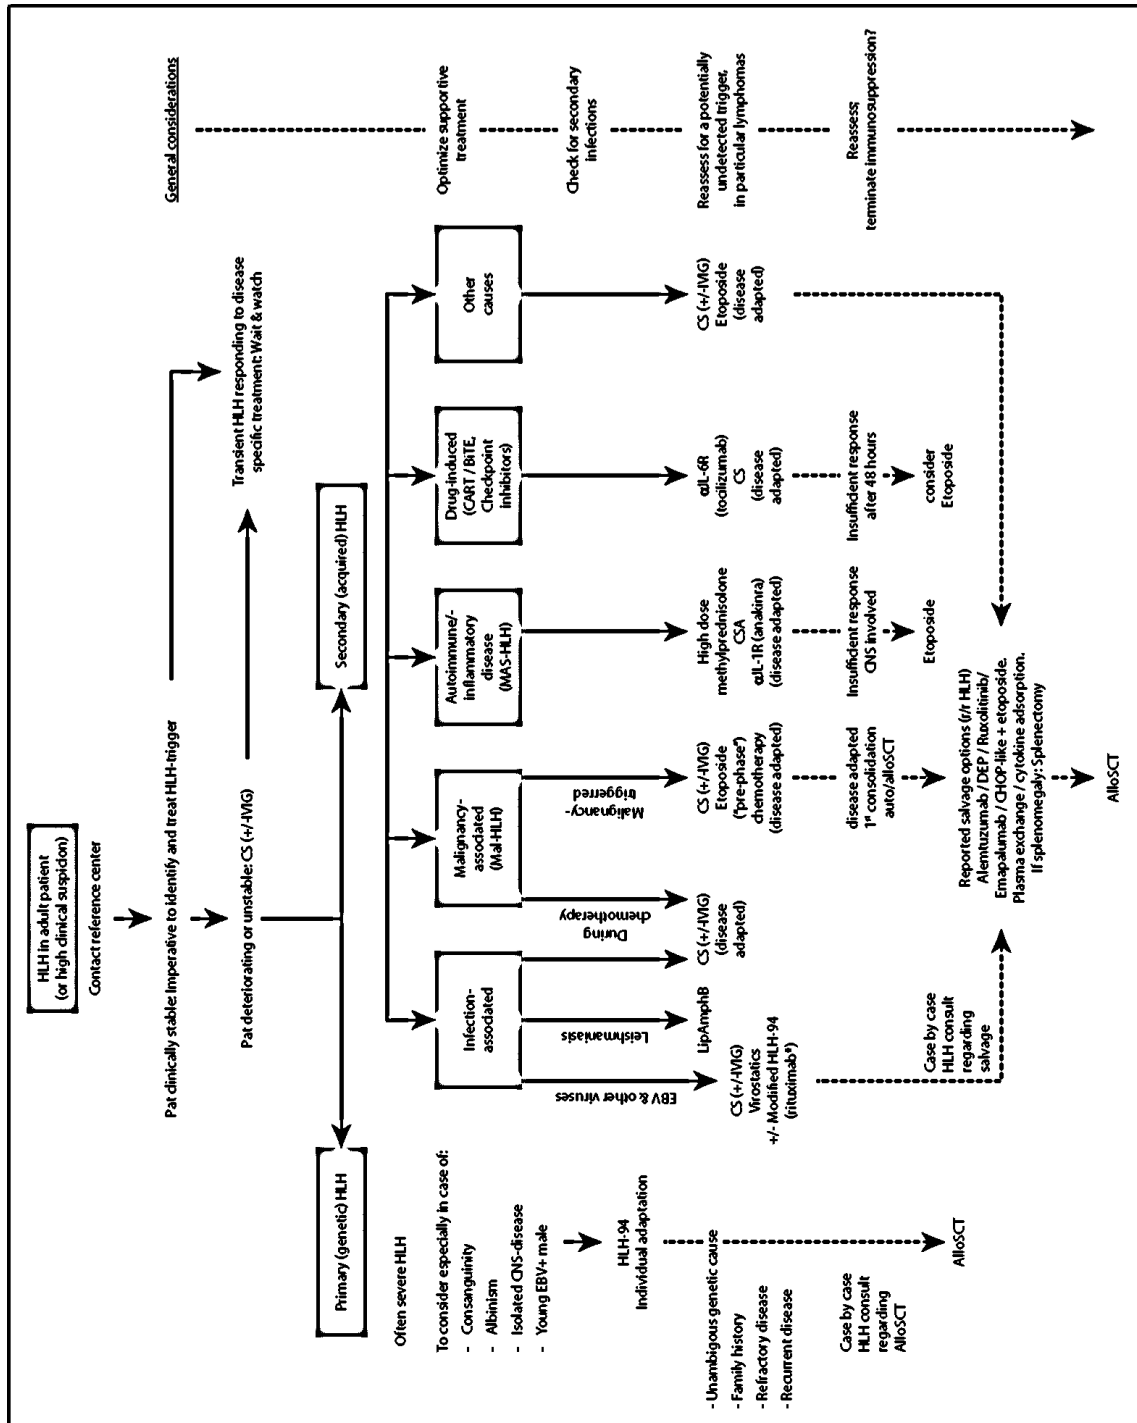 HLH in adult patient
(or high clinical suspicion)
Contact reference center
Pat clinically stable: Imperative to identify and treat HLH-trigger
Pat deteriorating or unstable: CS (+/-IVIG)
Transient HLH responding to disease
specific treatment: Wait & watch
Primary (genetic) HLH
Often severe HLH
To consider especially in case of:
- Consanguinity
- Albinism
- Isolated CNS-disease
- Young EBV+ male
HLH-94
Individual adaptation
- Unambigous genetic cause
- Family history
- Refractory disease
- Recurrent disease
Case by case
HLH consult
regarding
AlloSCT
AlloSCT
Secondary (acquired) HLH
Infection-
associated
EBV & other viruses
CS (+/-IVIG)
Virostatics
+/- Modified HLH-94
(rituximab*)
Leishmaniasis
LipAmphB
Case by case
HLH consult
regarding
salvage
Malignancy-
associated
(Mal-HLH)
During
chemotherapy
CS (+/-IVIG)
(disease
adapted)
Malignancy-
triggerred
CS (+/-IVIG)
Etoposide
("pre-phase")
chemotherapy
(disease adapted)
disease adapted
1st consolidation
auto/alloSCT
Autoimmune/-
inflammatory
disease
(MAS-HLH)
High dose
methylprednisolone
CSA
αIL-1R (anakinra)
(disease adapted)
Insufficient response
CNS involved
Etoposide
Drug-induced
(CART / BiTE,
Checkpoint
inhibitors)
αIL-6R
(tocilizumab)
CS
(disease
adapted)
Insufficient response
after 48 hours
consider
Etoposide
Other
causes
CS (+/-IVIG)
Etoposide
(disease
adapted)
Reported salvage options (r/r HLH)
Alemtuzumab / DEP / Ruxolitinib/
Emapalumab / CHOP-like + etoposide.
Plasma exchange / cytokine adsorption.
If splenomegaly: Splenectomy
AlloSCT
General considerations
Optimize supportive
treatment
Check for secondary
infections
Reassess for a potentially
undetected trigger,
in particular lymphomas
Reassess;
terminate immunosuppression?